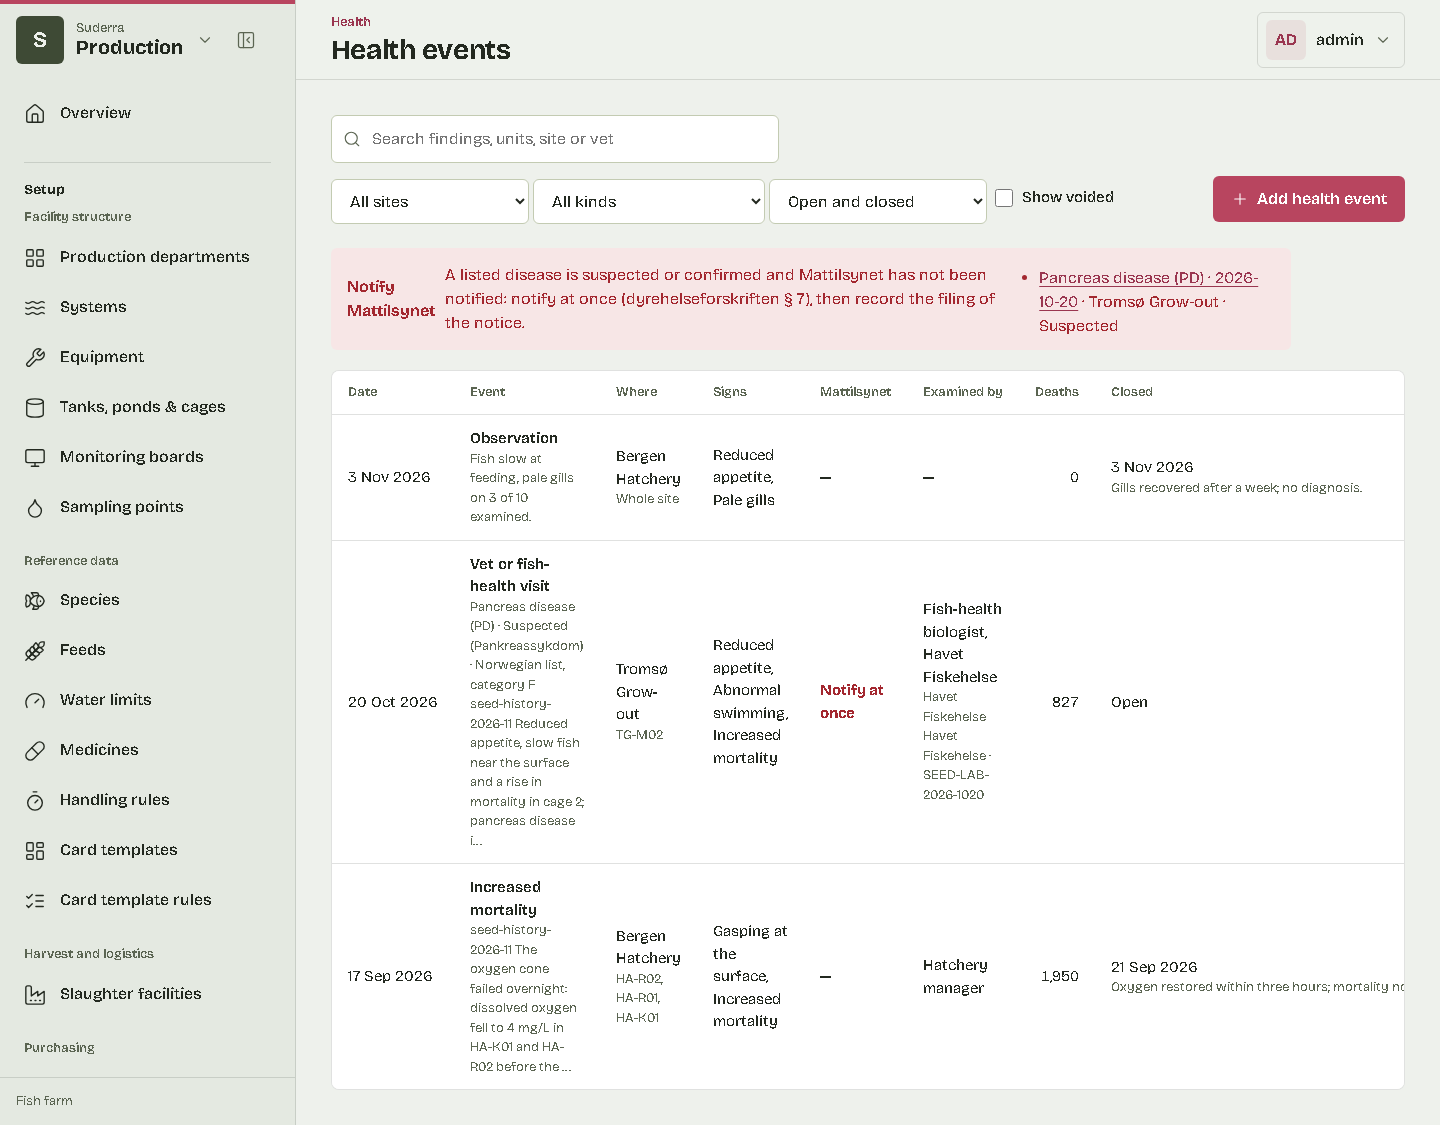 Suderra
S Production
Overview
Setup
Facility structure
Production departments
Systems
Equipment
Tanks, ponds & cages
Monitoring boards
Sampling points
Reference data
Species
Feeds
Water limits
Medicines
Handling rules
Card templates
Card template rules
Harvest and logistics
Slaughter facilities
Purchasing
Fish farm
Health
Health events
AD admin
Search findings, units, site or vet
All sites
All kinds
Open and closed
Show voided
Add health event
Notify
Mattilsynet
A listed disease is suspected or confirmed and Mattilsynet has not been
notified: notify at once (dyrehelseforskriften § 7), then record the filing of
the notice.
• Pancreas disease (PD) · 2026-
10-20 · Tromsø Grow-out ·
Suspected
Date Event Where Signs Mattilsynet Examined by Deaths Closed
3 Nov 2026
Observation
Fish slow at
feeding, pale gills
on 3 of 10
examined.
Bergen
Hatchery
Whole site
Reduced
appetite,
Pale gills
—
—
0
3 Nov 2026
Gills recovered after a week; no diagnosis.
20 Oct 2026
Vet or fish-
health visit
Pancreas disease
(PD) · Suspected
(Pankreassykdom)
· Norwegian list,
category F
seed-history-
2026-11 Reduced
appetite, slow fish
near the surface
and a rise in
mortality in cage 2;
pancreas disease
i...
Tromsø
Grow-
out
TG-M02
Reduced
appetite,
Abnormal
swimming,
Increased
mortality
Notify at
once
Fish-health
biologist,
Havet
Fiskehelse
Havet
Fiskehelse
Havet
Fiskehelse ·
SEED-LAB-
2026-1020
827
Open
17 Sep 2026
Increased
mortality
seed-history-
2026-11 The
oxygen cone
failed overnight:
dissolved oxygen
fell to 4 mg/L in
HA-K01 and HA-
R02 before the ...
Bergen
Hatchery
HA-R02,
HA-R01,
HA-K01
Gasping at
the
surface,
Increased
mortality
—
Hatchery
manager
1,950
21 Sep 2026
Oxygen restored within three hours; mortality